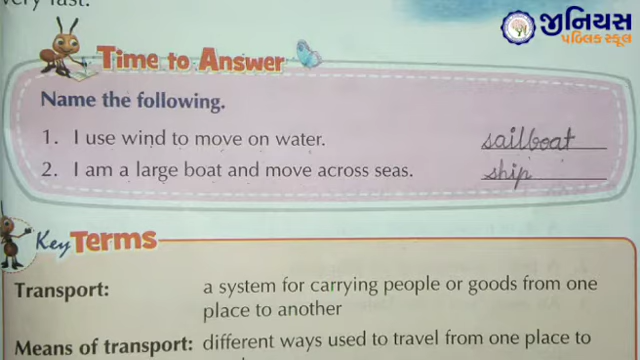 very fast.
જીનિયસ
પબ્લિક સ્કૂલ
Time to Answer
Name the following.
1. I use wind to move on water. sailboat
2. I am a large boat and move across seas. ship
Key Terms
Transport: a system for carrying people or goods from one
place to another
Means of transport: different ways used to travel from one place to